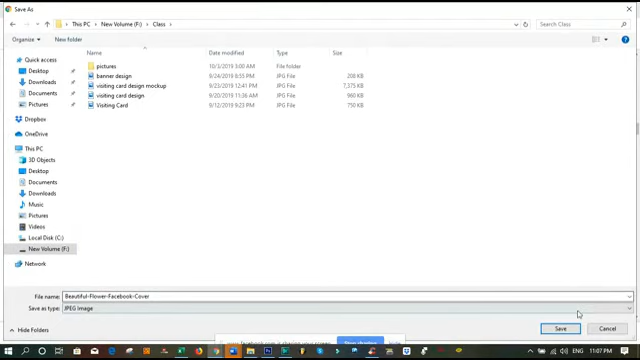 Save As
This PC > New Volume (F:) > Class >
Search Class
Organize
New folder
Name Date modified Type Size
pictures 10/3/2019 3:00 AM File folder
banner design 9/24/2019 8:55 PM JPG File 208 KB
visiting card design mockup 9/23/2019 12:41 PM JPG File 7,375 KB
visiting card design 9/20/2019 11:36 AM JPG File 960 KB
Visiting Card 9/12/2019 9:23 PM JPG File 750 KB
Quick access
Desktop
Downloads
Documents
Pictures
Dropbox
OneDrive
This PC
3D Objects
Desktop
Documents
Downloads
Music
Pictures
Videos
Local Disk (C:)
New Volume (F:)
Network
File name: Beautiful-Flower-Facebook-Cover
Save as type: JPEG Image
Hide Folders
Save
Cancel
is sharing your screen.
Stop sharing
ENG
11:07 PM